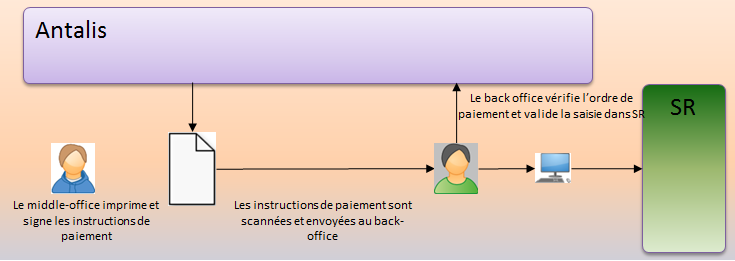 Antalis
Le back office vérifie l'ordre de
paiement et valide la saisie dans SR
SR
Le middle-office imprime et
signe les instructions de
paiement
Les instructions de paiement sont
scannées et envoyées au back-
office